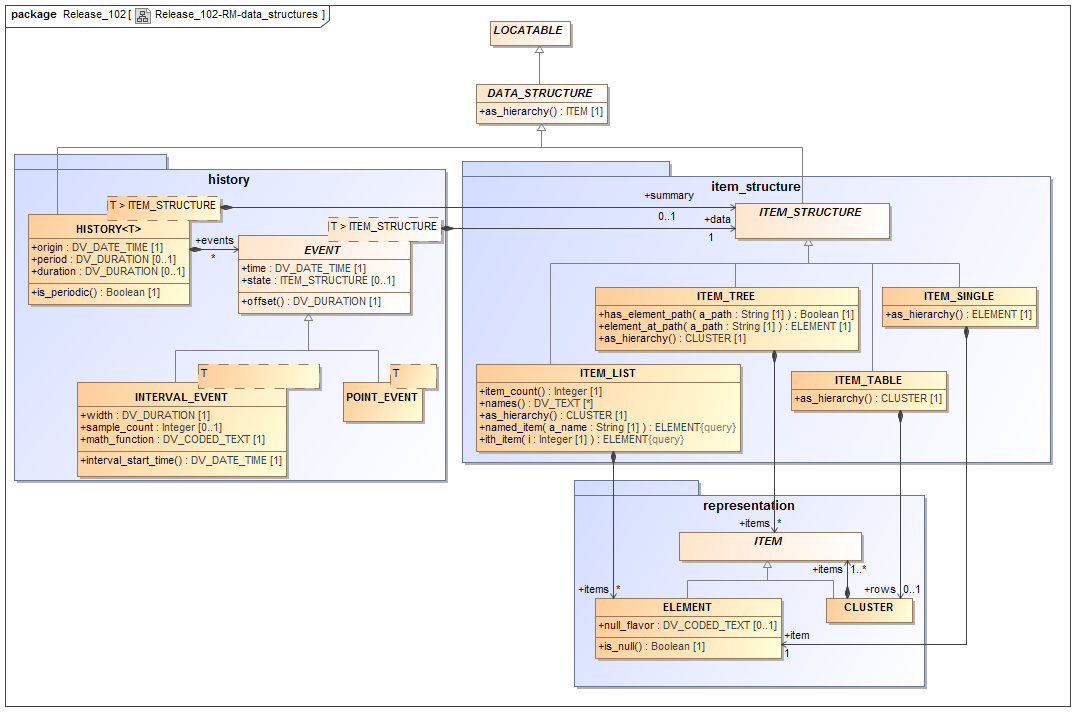 package Release_102 [ Release_102-RM-data_structures ]
LOCATABLE
DATA_STRUCTURE
+as_hierarchy() : ITEM [1]
history
T > ITEM_STRUCTURE
HISTORY<T>
+origin : DV_DATE_TIME [1]
+period : DV_DURATION [0..1]
+duration : DV_DURATION [0..1]
+is_periodic() : Boolean [1]
+events
*
T > ITEM_STRUCTURE
EVENT
+time : DV_DATE_TIME [1]
+state : ITEM_STRUCTURE [0..1]
+offset() : DV_DURATION [1]
T
INTERVAL_EVENT
+width : DV_DURATION [1]
+sample_count : Integer [0..1]
+math_function : DV_CODED_TEXT [1]
+interval_start_time() : DV_DATE_TIME [1]
T
POINT_EVENT
item_structure
+summary
0..1
+data
1
ITEM_STRUCTURE
ITEM_TREE
+has_element_path( a_path : String [1] ) : Boolean [1]
+element_at_path( a_path : String [1] ) : ELEMENT [1]
+as_hierarchy() : CLUSTER [1]
ITEM_SINGLE
+as_hierarchy() : ELEMENT [1]
ITEM_LIST
+item_count() : Integer [1]
+names() : DV_TEXT [*]
+as_hierarchy() : CLUSTER [1]
+named_item( a_name : String [1] ) : ELEMENT{query}
+ith_item( i : Integer [1] ) : ELEMENT{query}
ITEM_TABLE
+as_hierarchy() : CLUSTER [1]
representation
+items *
ITEM
+items 1..*
+items *
+rows 0..1
ELEMENT
+null_flavor : DV_CODED_TEXT [0..1]
+is_null() : Boolean [1]
CLUSTER
+item
1